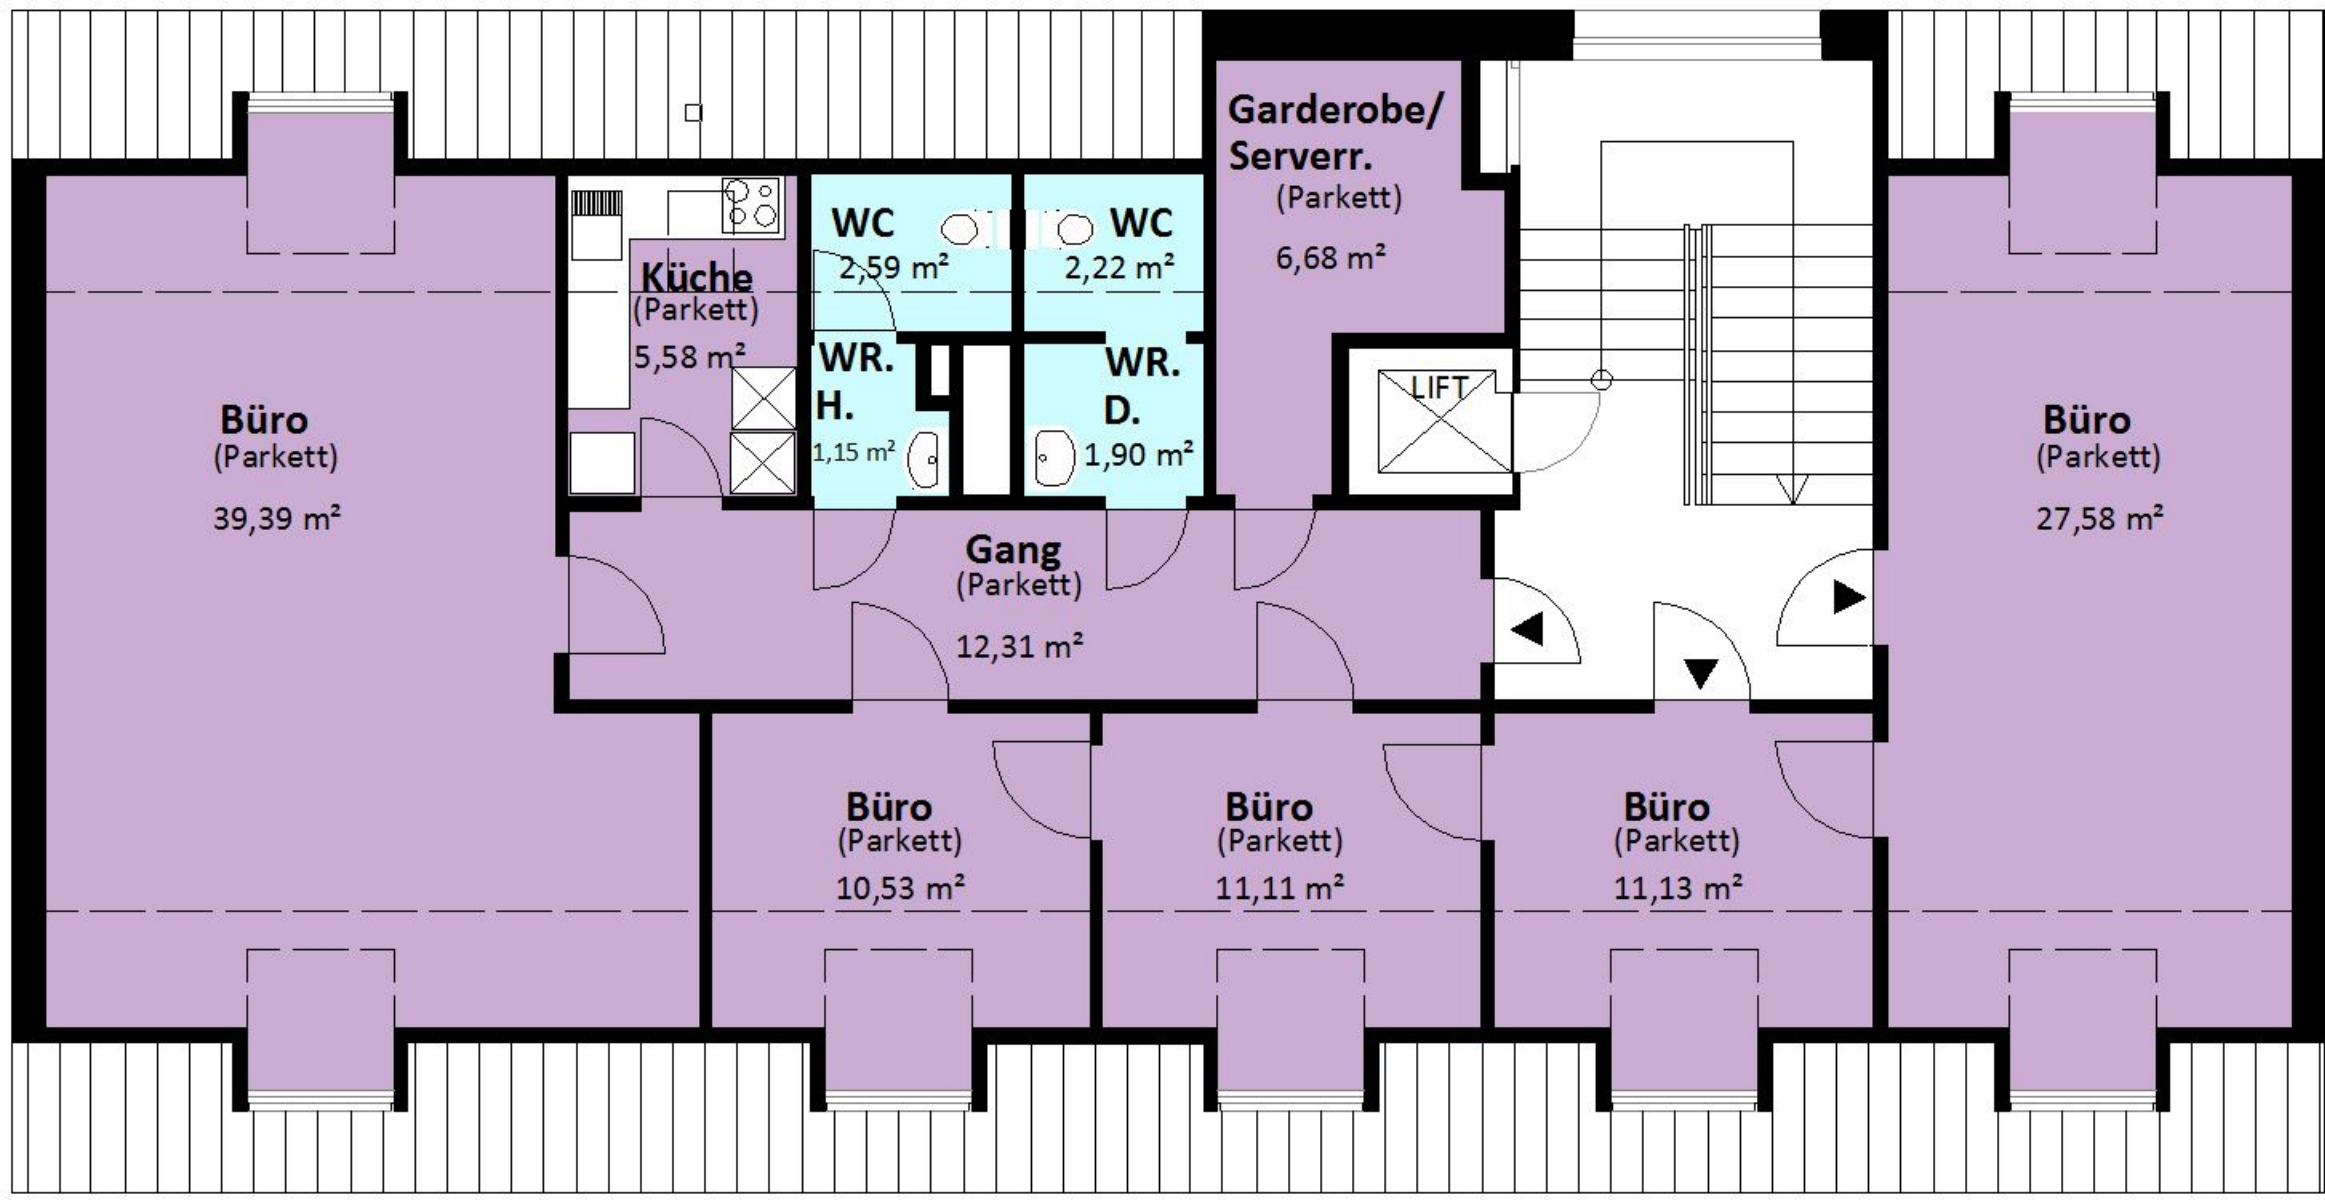 Garderobe/
Serverr.
(Parkett)
6,68 m²
WC
2,59 m²
WC
2,22 m²
Küche
(Parkett)
5,58 m²
WR.
H.
1,15 m²
WR.
D.
1,90 m²
LIFT
Büro
(Parkett)
39,39 m²
Büro
(Parkett)
27,58 m²
Gang
(Parkett)
12,31 m²
Büro
(Parkett)
10,53 m²
Büro
(Parkett)
11,11 m²
Büro
(Parkett)
11,13 m²